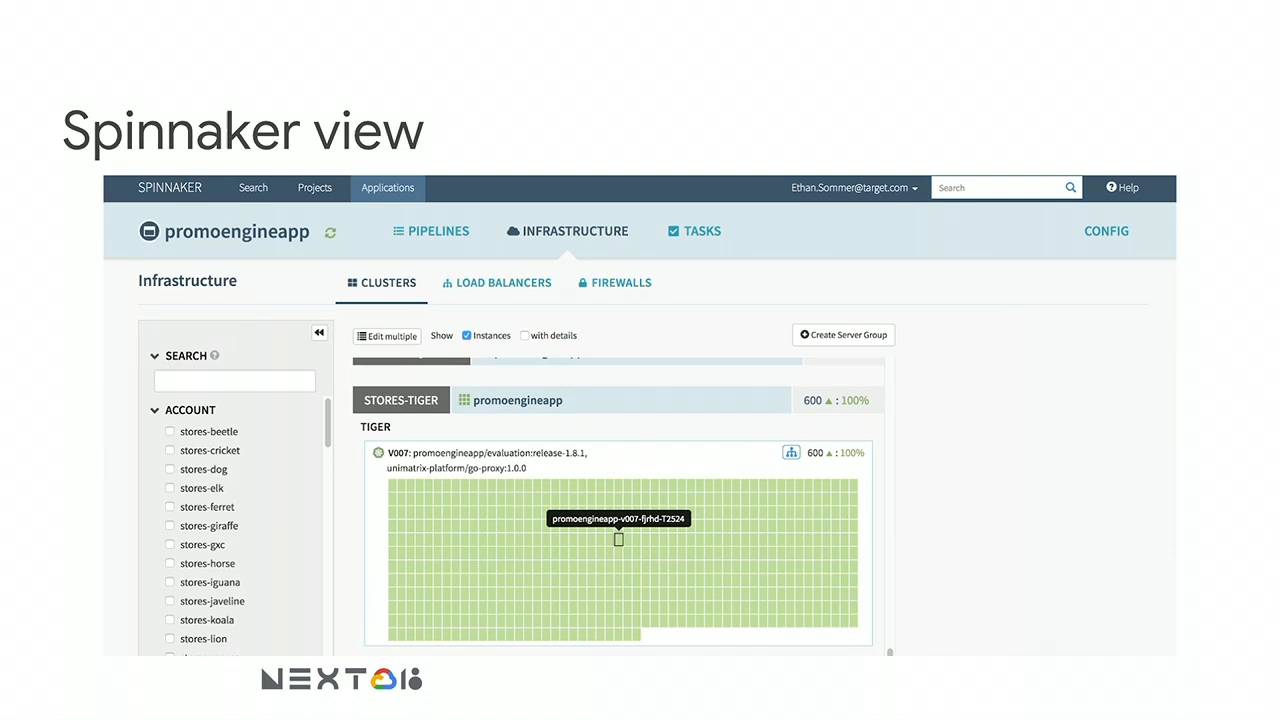 Spinnaker view
SPINNAKER Search Projects Applications Ethan.Sommer@target.com Search Help
promoengineapp PIPELINES INFRASTRUCTURE TASKS CONFIG
Infrastructure CLUSTERS LOAD BALANCERS FIREWALLS
Edit multiple Show Instances with details Create Server Group
SEARCH
ACCOUNT
stores-beetle
stores-cricket
stores-dog
stores-elk
stores-ferret
stores-giraffe
stores-gxc
stores-horse
stores-iguana
stores-javeline
stores-koala
stores-lion
STORES-TIGER promoengineapp 600 ▲ : 100%
TIGER
V007: promoengineapp/evaluation:release-1.8.1, 600 ▲ : 100%
unimatrix-platform/go-proxy:1.0.0
promoengineapp-v007-fjrhd-T2524
NEXT 18